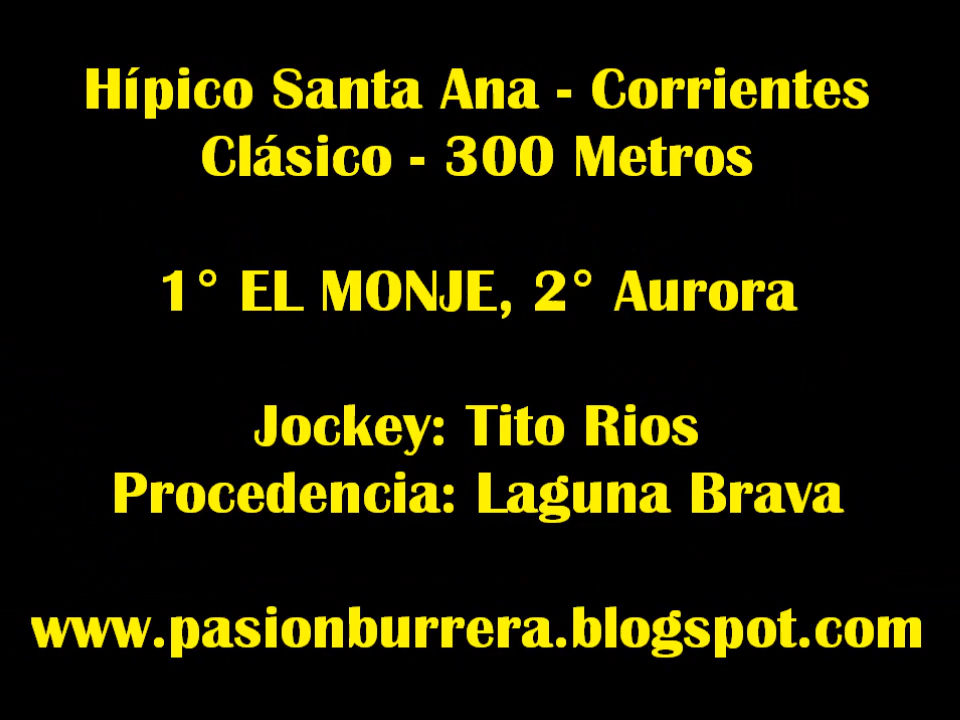 Hípico Santa Ana - Corrientes
Clásico - 300 Metros
1° EL MONJE, 2° Aurora
Jockey: Tito Rios
Procedencia: Laguna Brava
www.pasionburrera.blogspot.com